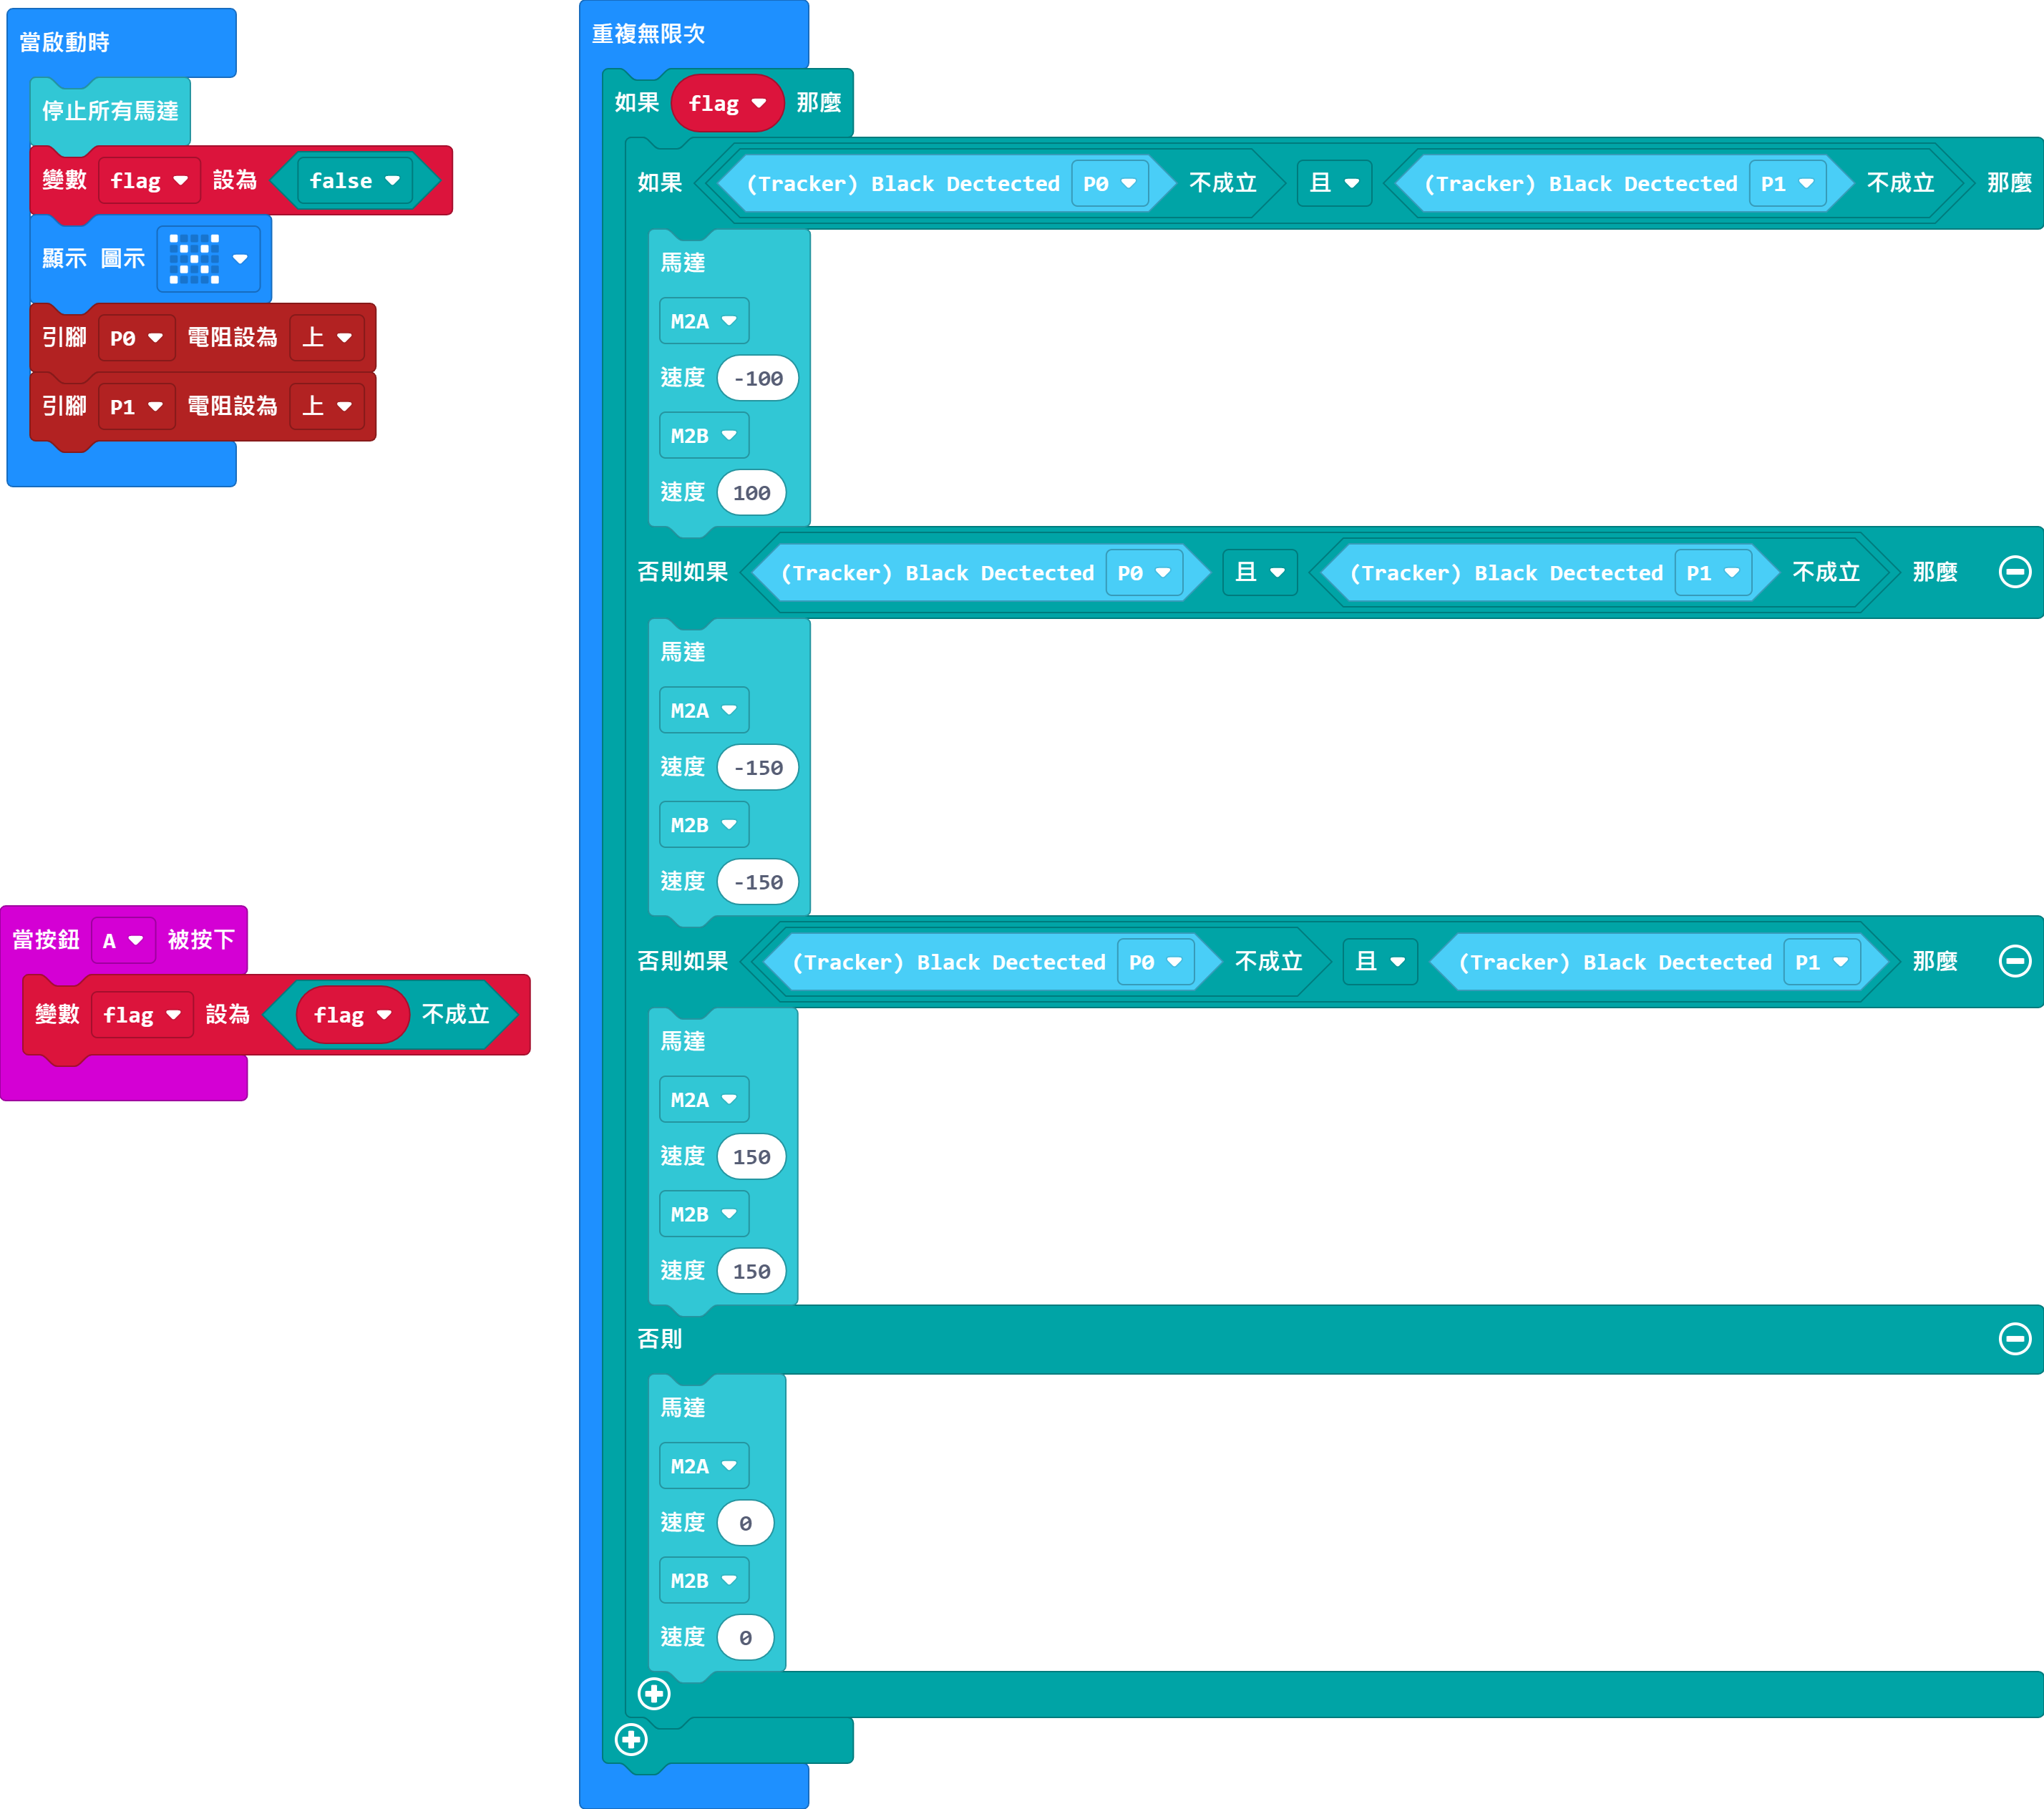 當啟動時
停止所有馬達
變數 flag 設為 false
顯示 圖示
引腳 P0 電阻設為 上
引腳 P1 電阻設為 上
當按鈕 A 被按下
變數 flag 設為 flag 不成立
重複無限次
如果 flag 那麼
如果 (Tracker) Black Dectected P0 不成立 且 (Tracker) Black Dectected P1 不成立 那麼
馬達
M2A
速度 -100
M2B
速度 100
否則如果 (Tracker) Black Dectected P0 且 (Tracker) Black Dectected P1 不成立 那麼
馬達
M2A
速度 -150
M2B
速度 -150
否則如果 (Tracker) Black Dectected P0 不成立 且 (Tracker) Black Dectected P1 那麼
馬達
M2A
速度 150
M2B
速度 150
否則
馬達
M2A
速度 0
M2B
速度 0